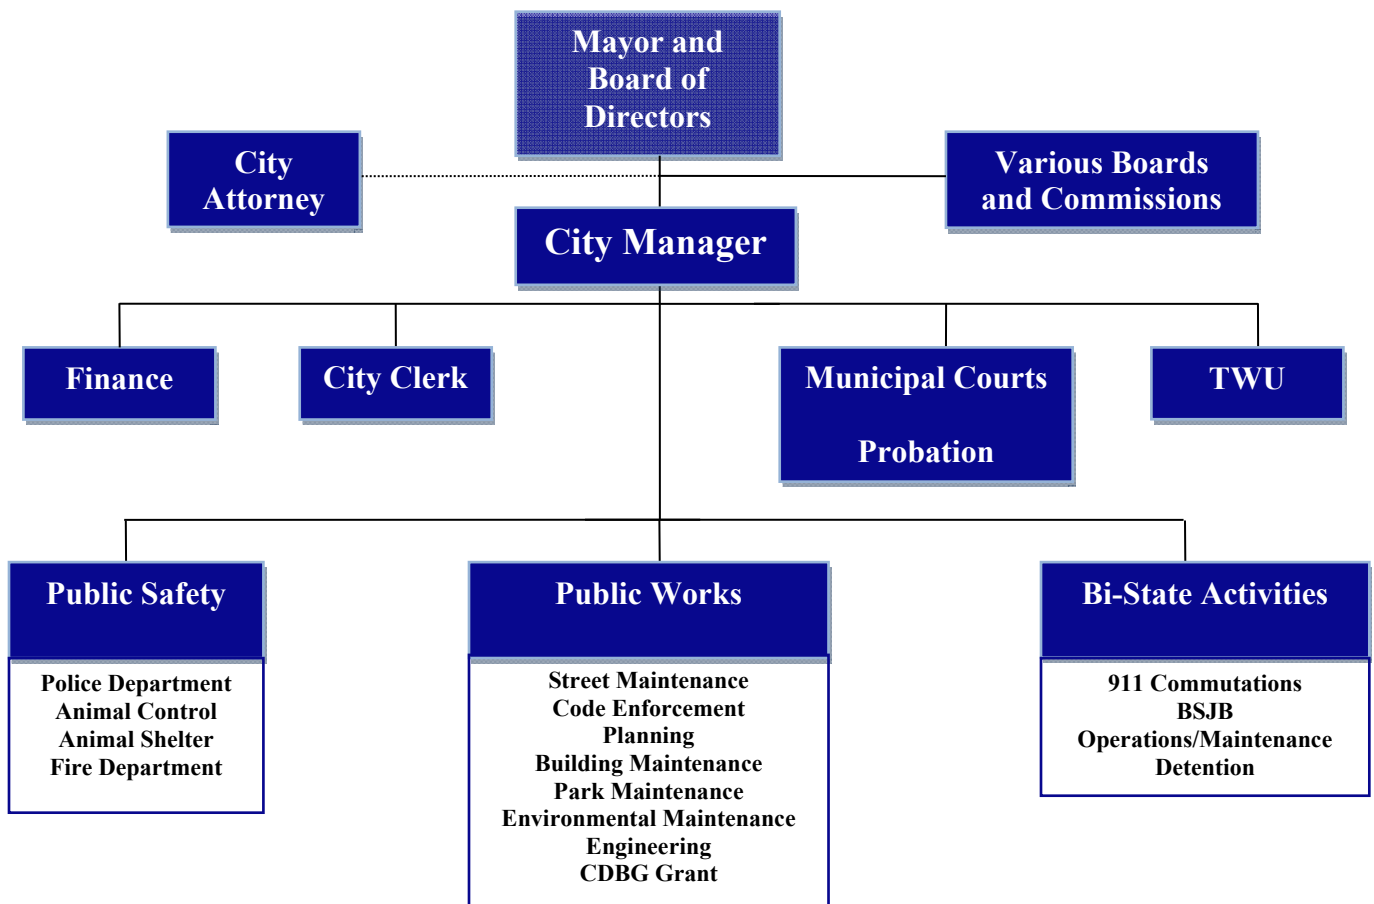 Mayor and
Board of
Directors
City
Attorney
Various Boards
and Commissions
City Manager
Finance
City Clerk
Municipal Courts
Probation
TWU
Public Safety
Police Department
Animal Control
Animal Shelter
Fire Department
Public Works
Street Maintenance
Code Enforcement
Planning
Building Maintenance
Park Maintenance
Environmental Maintenance
Engineering
CDBG Grant
Bi-State Activities
911 Commutations
BSJB
Operations/Maintenance
Detention